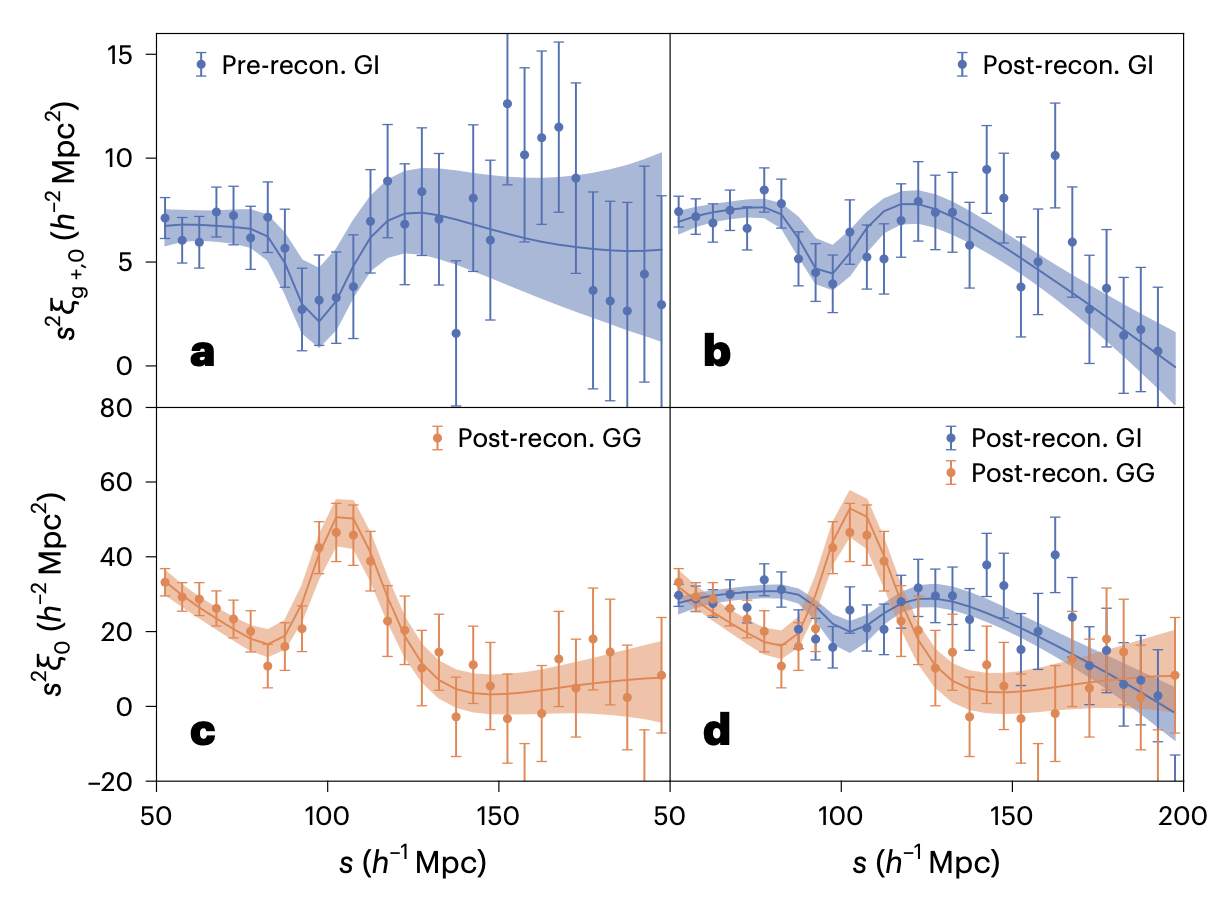 15
10
5
0
s²ξg+,0 (h⁻² Mpc²)
Pre-recon. GI
a
Post-recon. GI
b
80
60
40
20
0
−20
s²ξ0 (h⁻² Mpc²)
Post-recon. GG
c
Post-recon. GI
Post-recon. GG
d
50 100 150 50 100 150 200
s (h⁻¹ Mpc) s (h⁻¹ Mpc)